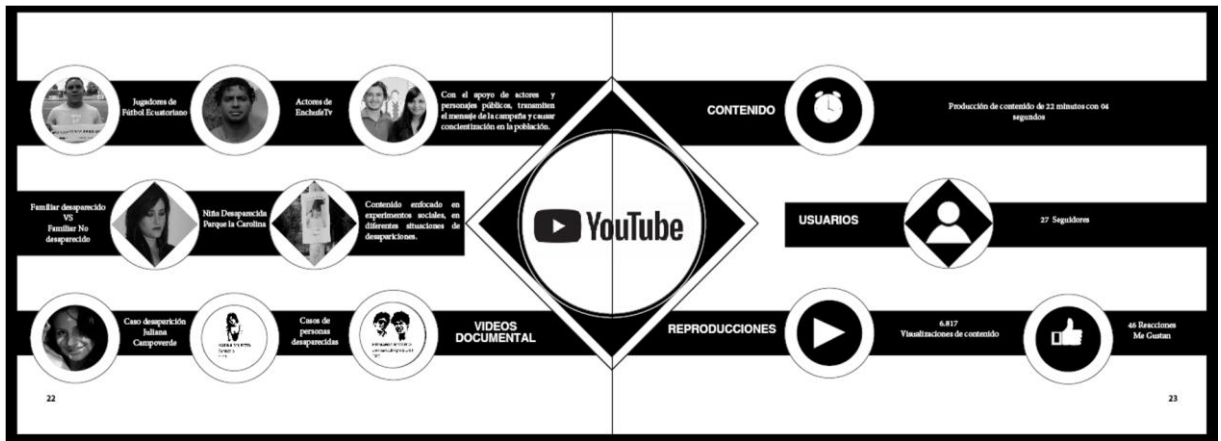 Jugadores de
Fútbol Ecuatoriano
Actores de
EnchufeTv
Con el apoyo de actores y
personajes públicos, transmiten
el mensaje de la campaña y causar
concientización en la población.
Familiar desaparecido
VS
Familiar No
desaparecido
Niña Desaparecida
Parque la Carolina
Contenido enfocado en
experimentos sociales, en
diferentes situaciones de
desapariciones.
Caso desaparición
Juliana
Campoverde
Casos de
personas
desaparecidas
VIDEOS
DOCUMENTAL
22
YouTube
CONTENIDO
Producción de contenido de 22 minutos con 04
segundos
USUARIOS
27 Seguidores
REPRODUCCIONES
6.817
Visualizaciones de contenido
46 Reacciones
Me Gustan
23